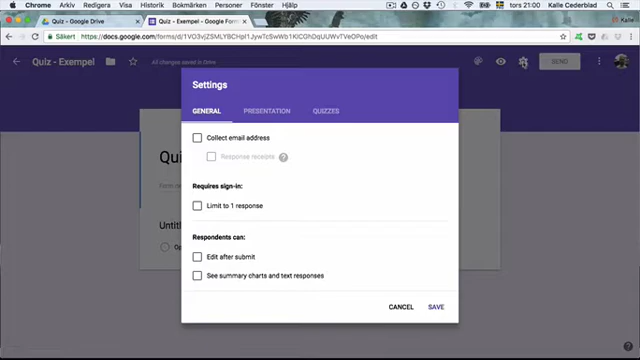 Chrome Arkiv Redigera Visa Historik Bokmärken Personer Fönster Hjälp tors 21:00 Kalle Cederblad
Quiz - Google Drive Quiz - Exempel - Google Form Kalle
Säkert https://docs.google.com/forms/d/
Quiz - Exempel All changes saved in Drive SEND
Settings
GENERAL PRESENTATION QUIZZES
Collect email address
Response receipts ?
Requires sign-in:
Limit to 1 response
Respondents can:
Edit after submit
See summary charts and text responses
CANCEL SAVE
Qui
Untitl
Op